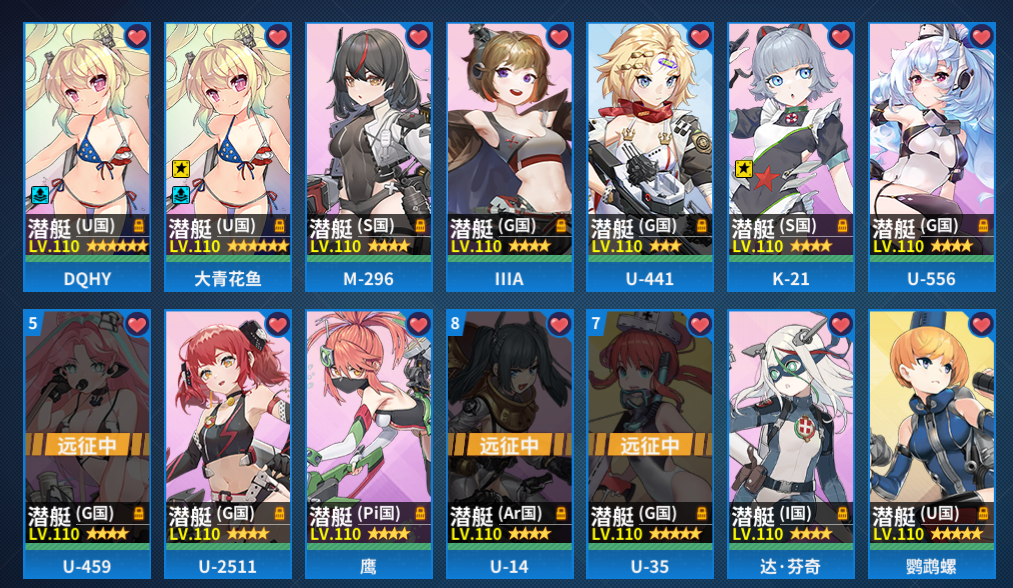 潜艇 (U国) 潜艇 (U国) 潜艇 (S国) 潜艇 (G国) 潜艇 (G国) 潜艇 (S国) 潜艇 (G国)
LV.110 LV.110 LV.110 LV.110 LV.110 LV.110 LV.110
DQHY 大青花鱼 M-296 IIIA U-441 K-21 U-556
5 8 7
远征中 远征中 远征中
潜艇 (G国) 潜艇 (G国) 潜艇 (Pi国) 潜艇 (Ar国) 潜艇 (G国) 潜艇 (I国) 潜艇 (U国)
LV.110 LV.110 LV.110 LV.110 LV.110 LV.110 LV.110
U-459 U-2511 鹰 U-14 U-35 达·芬奇 鹦鹉螺